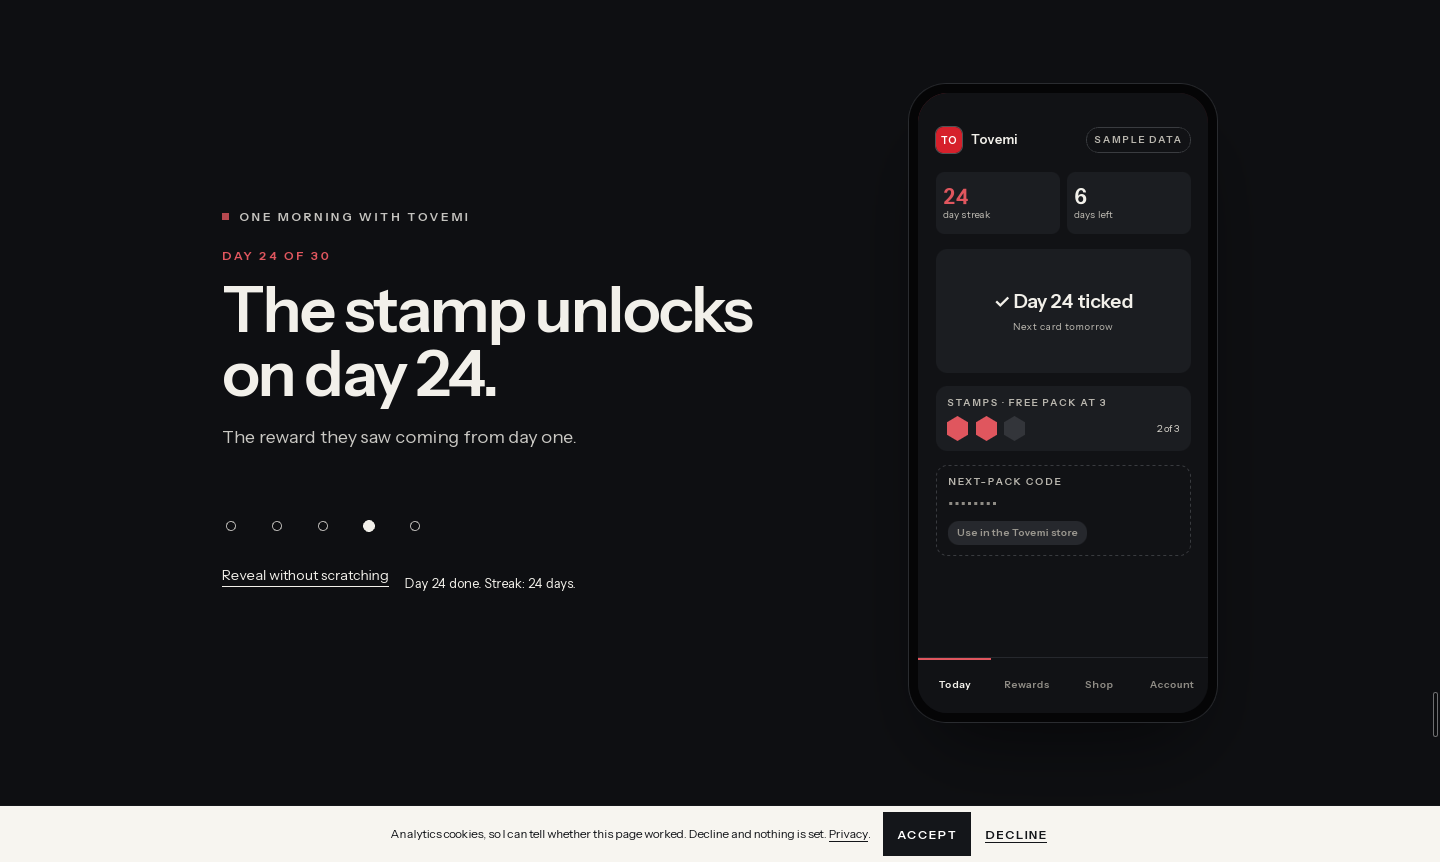 ONE MORNING WITH TOVEMI
DAY 24 OF 30
The stamp unlocks
on day 24.
The reward they saw coming from day one.
Reveal without scratching
Day 24 done. Streak: 24 days.
TO
Tovemi
SAMPLE DATA
24
day streak
6
days left
✓ Day 24 ticked
Next card tomorrow
STAMPS · FREE PACK AT 3
2 of 3
NEXT-PACK CODE
Use in the Tovemi store
Today
Rewards
Shop
Account
Analytics cookies, so I can tell whether this page worked. Decline and nothing is set. Privacy.
ACCEPT
DECLINE